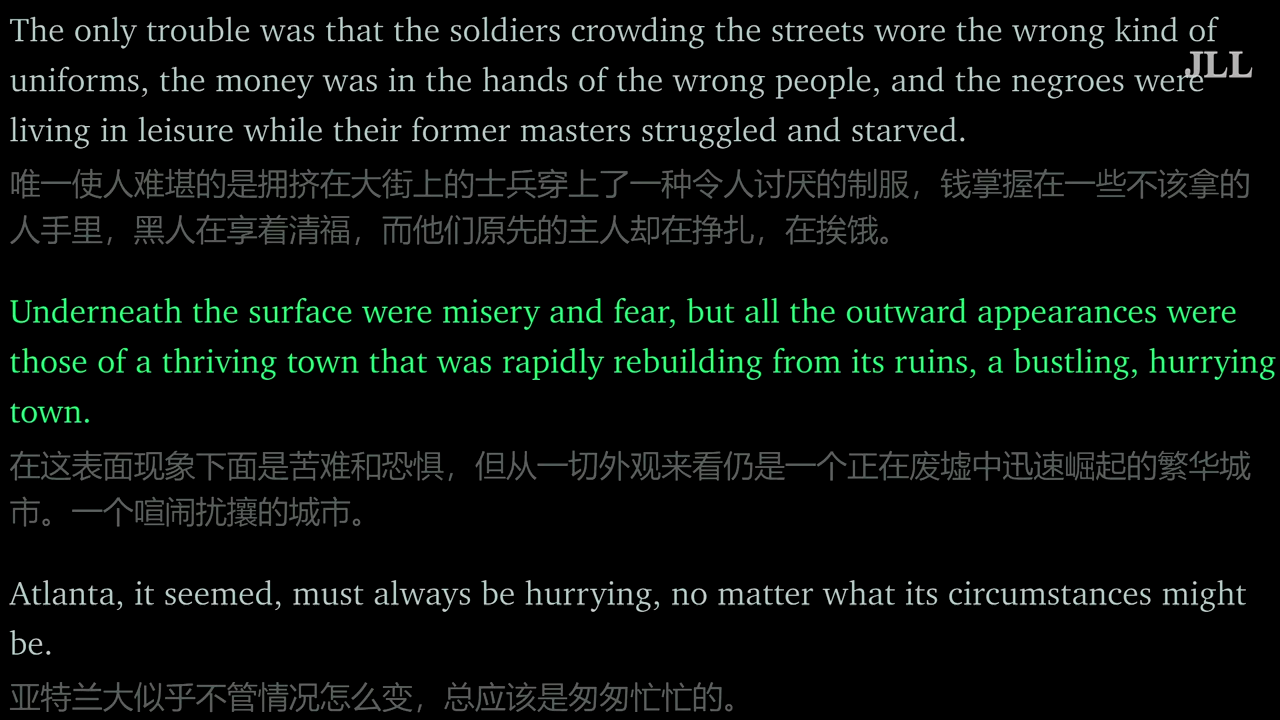 The only trouble was that the soldiers crowding the streets wore the wrong kind of
JLL
uniforms, the money was in the hands of the wrong people, and the negroes were
living in leisure while their former masters struggled and starved.
唯一使人难堪的是拥挤在大街上的士兵穿上了一种令人讨厌的制服，钱掌握在一些不该拿的
人手里，黑人在享着清福，而他们原先的主人却在挣扎，在挨饿。
Underneath the surface were misery and fear, but all the outward appearances were
those of a thriving town that was rapidly rebuilding from its ruins, a bustling, hurrying
town.
在这表面现象下面是苦难和恐惧，但从一切外观来看仍是一个正在废墟中迅速崛起的繁华城
市。一个喧闹扰攘的城市。
Atlanta, it seemed, must always be hurrying, no matter what its circumstances might
be.
亚特兰大似乎不管情况怎么变，总应该是匆匆忙忙的。